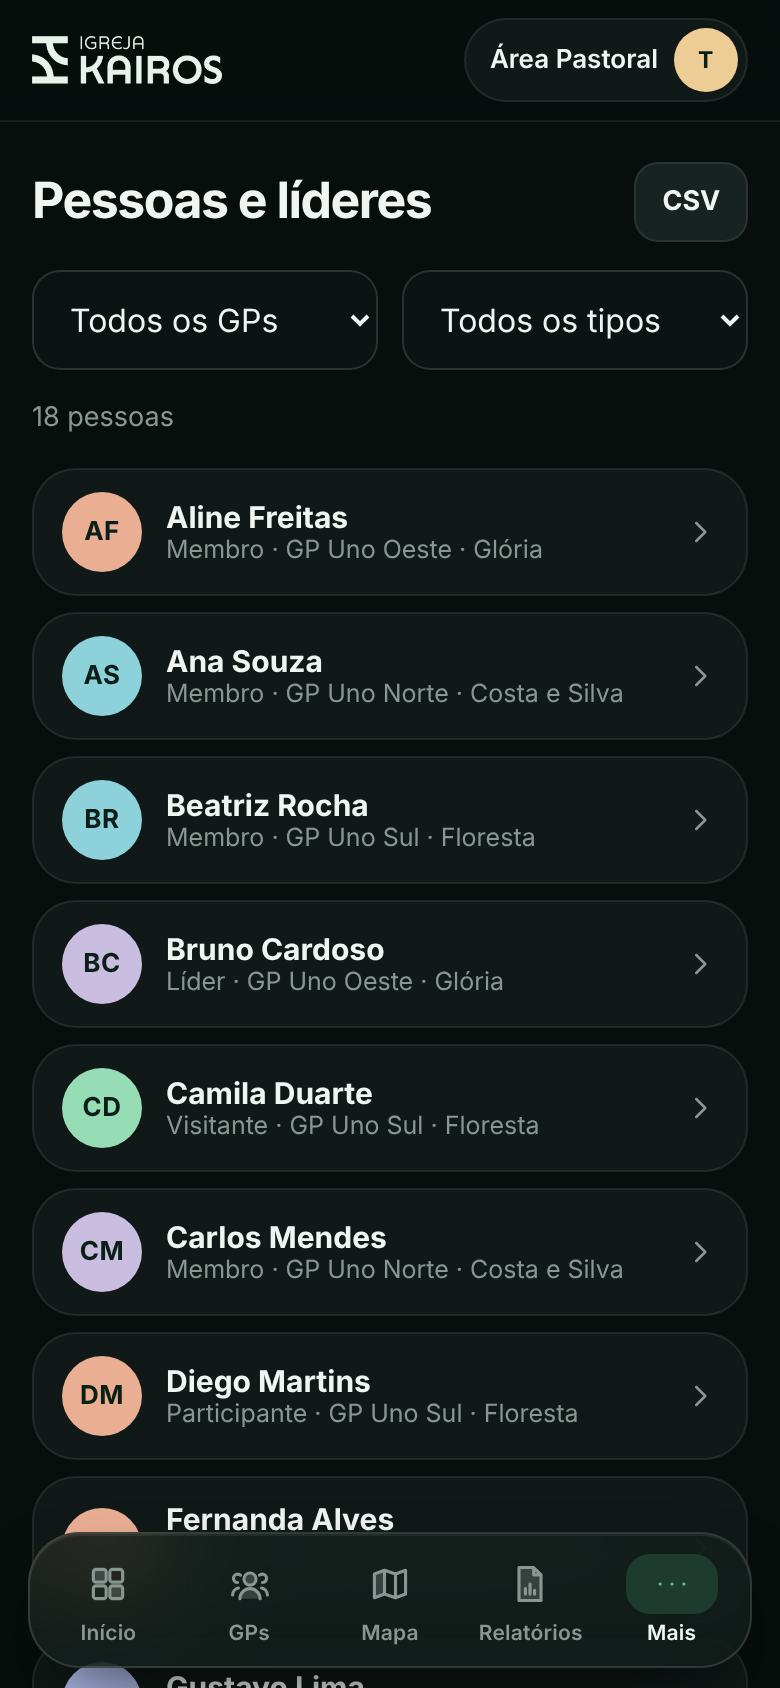 IGREJA
KAIROS
Área Pastoral
T
Pessoas e líderes
CSV
Todos os GPs
Todos os tipos
18 pessoas
AF
Aline Freitas
Membro · GP Uno Oeste · Glória
AS
Ana Souza
Membro · GP Uno Norte · Costa e Silva
BR
Beatriz Rocha
Membro · GP Uno Sul · Floresta
BC
Bruno Cardoso
Líder · GP Uno Oeste · Glória
CD
Camila Duarte
Visitante · GP Uno Sul · Floresta
CM
Carlos Mendes
Membro · GP Uno Norte · Costa e Silva
DM
Diego Martins
Participante · GP Uno Sul · Floresta
Fernanda Alves
Início
GPs
Mapa
Relatórios
Mais
Gustavo Lima